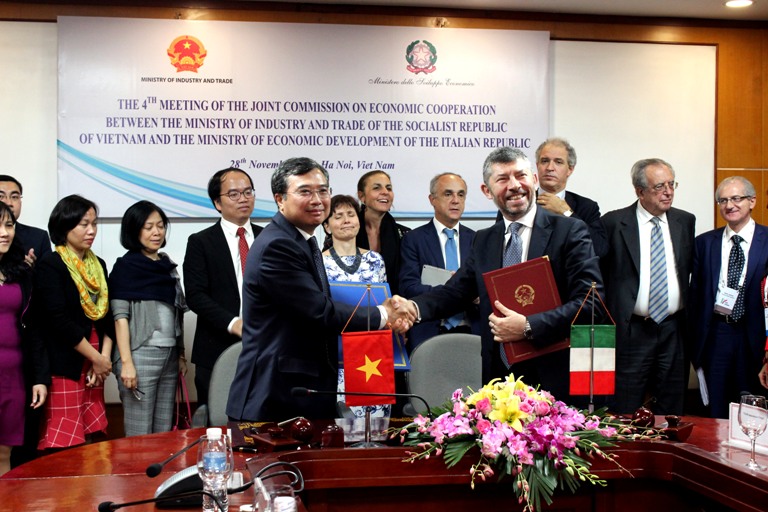 MINISTRY OF INDUSTRY AND TRADE
Ministero dello Sviluppo Economico
THE 4TH MEETING OF THE JOINT COMMISSION ON ECONOMIC COOPERATION
BETWEEN THE MINISTRY OF INDUSTRY AND TRADE OF THE SOCIALIST REPUBLIC
OF VIETNAM AND THE MINISTRY OF ECONOMIC DEVELOPMENT OF THE ITALIAN REPUBLIC
28th November Ha Noi, Viet Nam